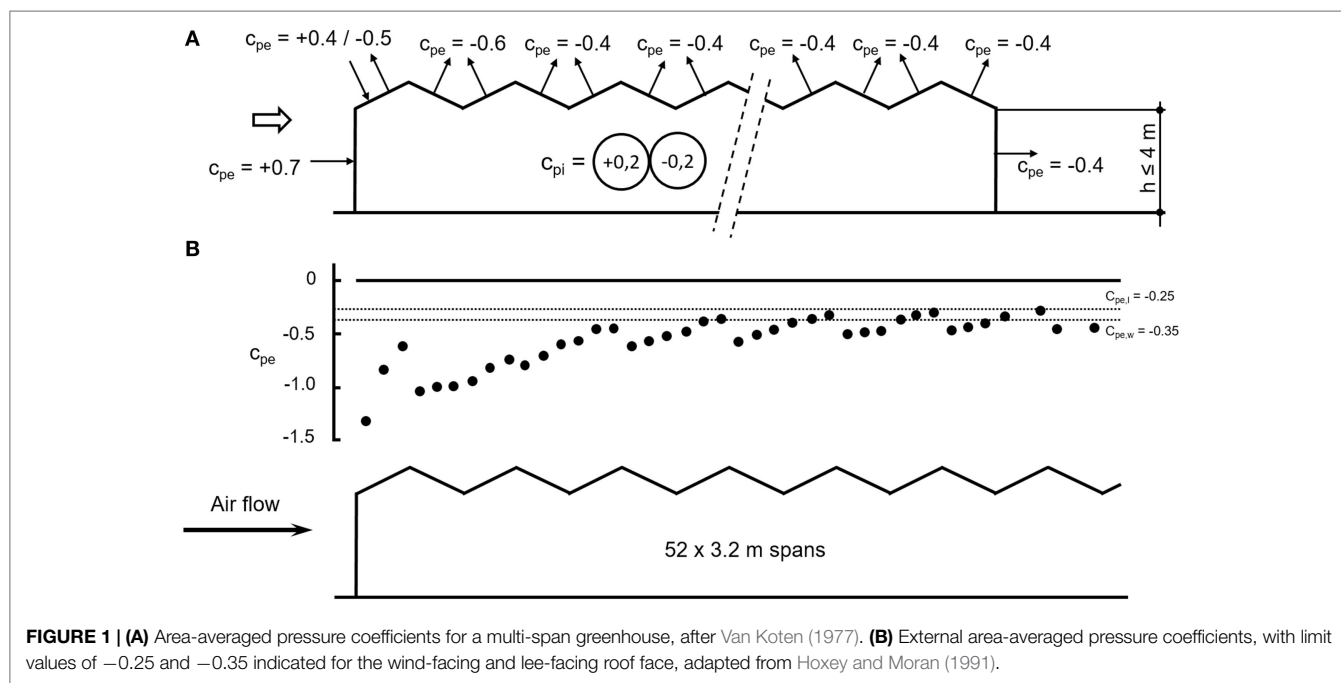 A
cpe = +0.4 / -0.5
cpe = -0.6
cpe = -0.4
cpe = -0.4
cpe = -0.4
cpe = -0.4
cpe = -0.4
cpe = +0.7
cpi = +0,2 -0,2
cpe = -0.4
h ≤ 4 m
B
0
-0.5
-1.0
-1.5
cpe
Cpe,l = -0.25
Cpe,w = -0.35
Air flow
52 x 3.2 m spans
FIGURE 1 | (A) Area-averaged pressure coefficients for a multi-span greenhouse, after Van Koten (1977). (B) External area-averaged pressure coefficients, with limit
values of −0.25 and −0.35 indicated for the wind-facing and lee-facing roof face, adapted from Hoxey and Moran (1991).